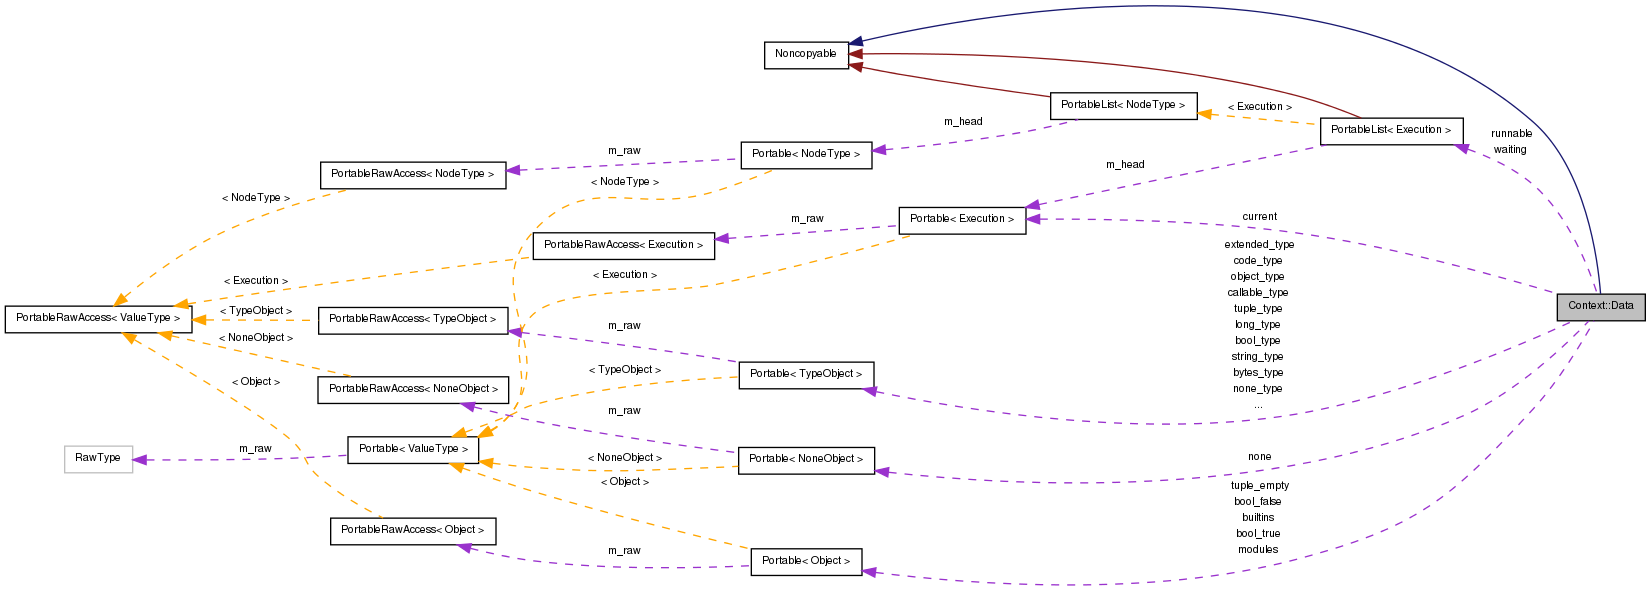 Noncopyable
PortableList< NodeType >
< Execution >
PortableList< Execution >
runnable
waiting
m_head
Portable< NodeType >
m_raw
PortableRawAccess< NodeType >
< NodeType >
m_head
< NodeType >
Portable< Execution >
current
m_raw
PortableRawAccess< Execution >
extended_type
code_type
object_type
callable_type
tuple_type
long_type
bool_type
string_type
bytes_type
none_type
...
< Execution >
< Execution >
Context::Data
PortableRawAccess< ValueType >
< TypeObject >
PortableRawAccess< TypeObject >
m_raw
< NoneObject >
< TypeObject >
Portable< TypeObject >
< Object >
PortableRawAccess< NoneObject >
m_raw
RawType
m_raw
Portable< ValueType >
< NoneObject >
Portable< NoneObject >
none
< Object >
tuple_empty
bool_false
builtins
bool_true
modules
PortableRawAccess< Object >
m_raw
Portable< Object >